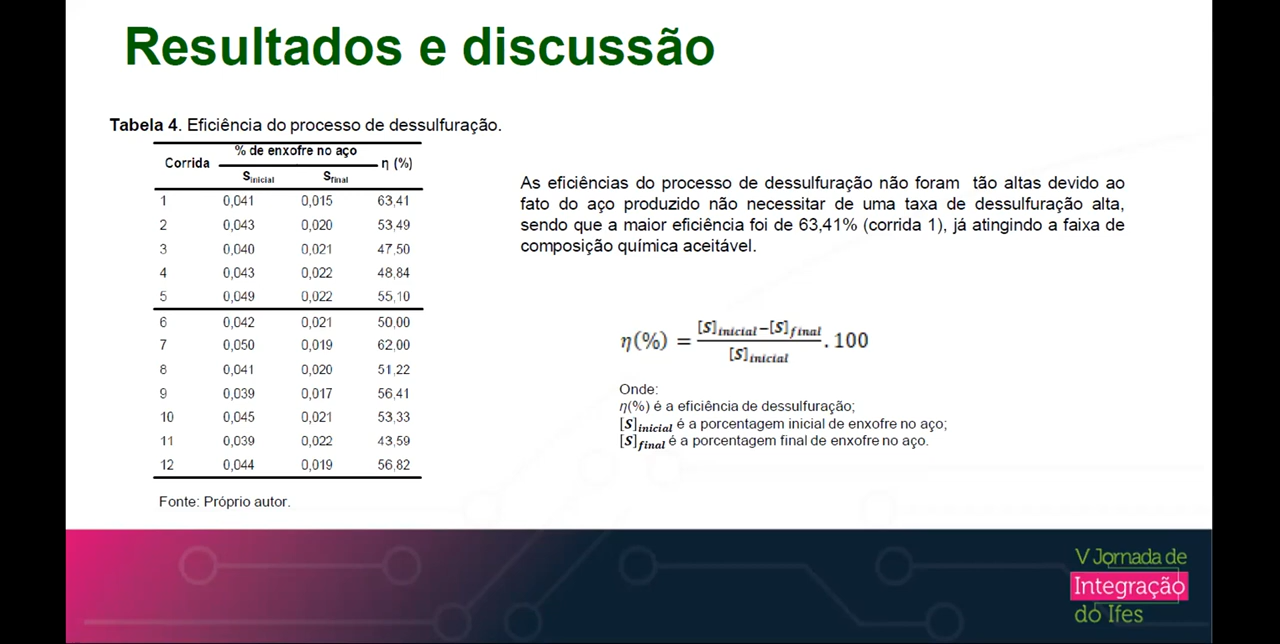 Resultados e discussão
Tabela 4. Eficiência do processo de dessulfuração.
Corrida % de enxofre no aço η (%)
Sinicial Sfinal
1 0,041 0,015 63,41
2 0,043 0,020 53,49
3 0,040 0,021 47,50
4 0,043 0,022 48,84
5 0,049 0,022 55,10
6 0,042 0,021 50,00
7 0,050 0,019 62,00
8 0,041 0,020 51,22
9 0,039 0,017 56,41
10 0,045 0,021 53,33
11 0,039 0,022 43,59
12 0,044 0,019 56,82
Fonte: Próprio autor.
As eficiências do processo de dessulfuração não foram tão altas devido ao
fato do aço produzido não necessitar de uma taxa de dessulfuração alta,
sendo que a maior eficiência foi de 63,41% (corrida 1), já atingindo a faixa de
composição química aceitável.
η(%) = [S]inicial−[S]final / [S]inicial . 100
Onde:
η(%) é a eficiência de dessulfuração;
[S]inicial é a porcentagem inicial de enxofre no aço;
[S]final é a porcentagem final de enxofre no aço.
V Jornada de
Integração
do Ifes